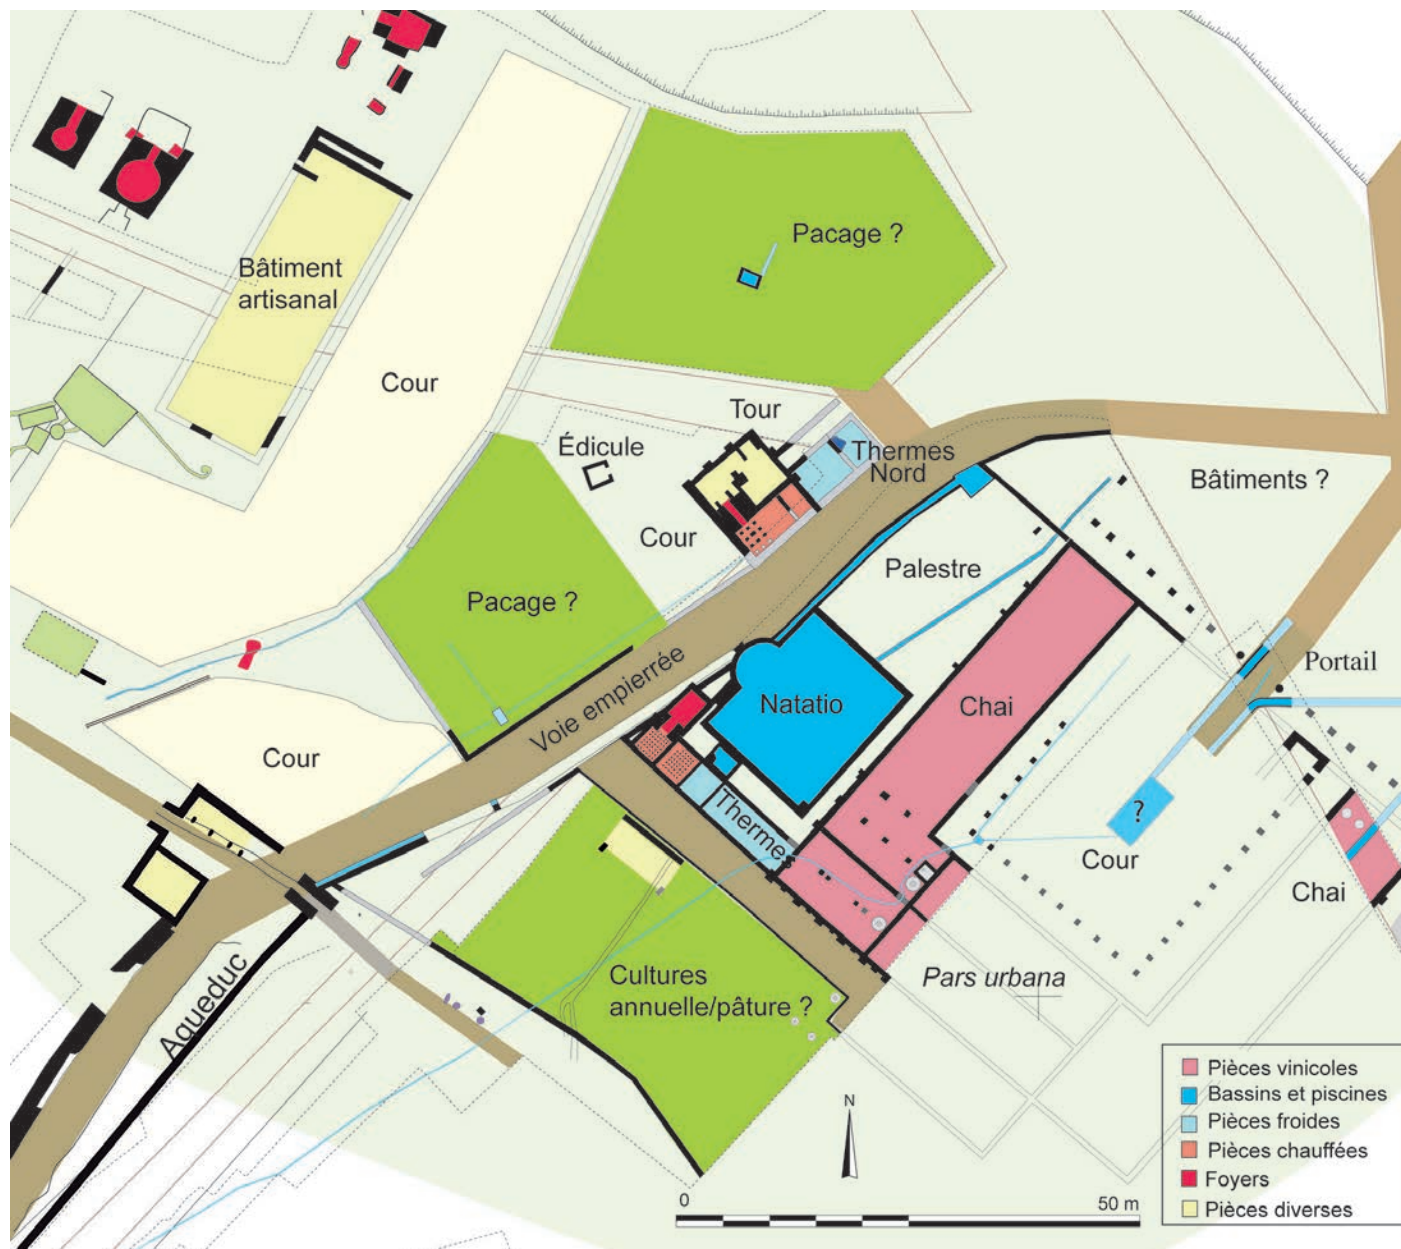 Pacage ?
Bâtiment
artisanal
Cour
Tour
Édicule
Thermes
Nord
Bâtiments ?
Cour
Palestre
Pacage ?
Portail
Voie empierrée
Natatio
Chai
Cour
?
Thermes
Cour
Chai
Aqueduc
Cultures
annuelle/pâture ?
Pars urbana
Pièces vinicoles
Bassins et piscines
Pièces froides
Pièces chauffées
Foyers
Pièces diverses
N
0
50 m